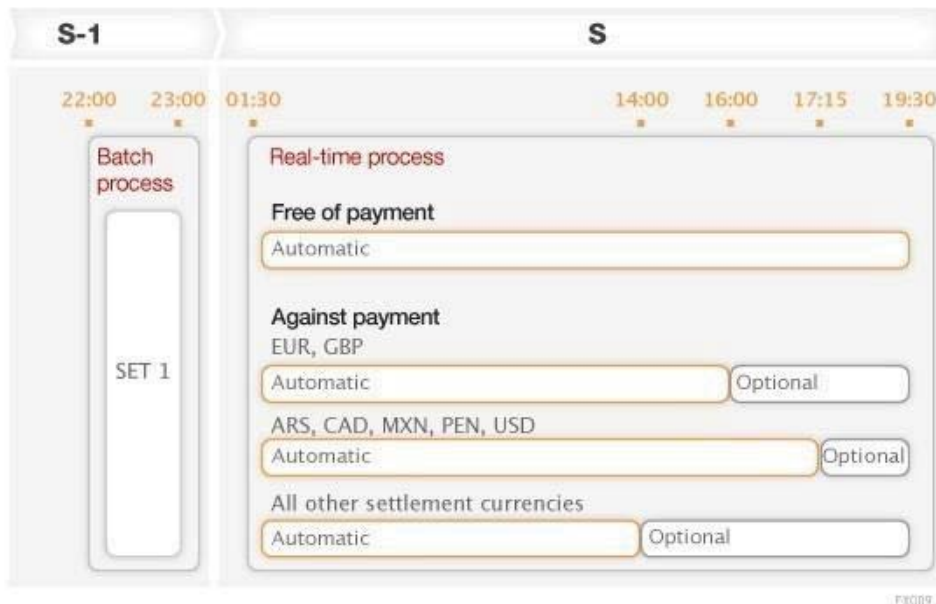 S-1
S
22:00 23:00 01:30 14:00 16:00 17:15 19:30
Batch
process
SET 1
Real-time process
Free of payment
Automatic
Against payment
EUR, GBP
Automatic Optional
ARS, CAD, MXN, PEN, USD
Automatic Optional
All other settlement currencies
Automatic Optional